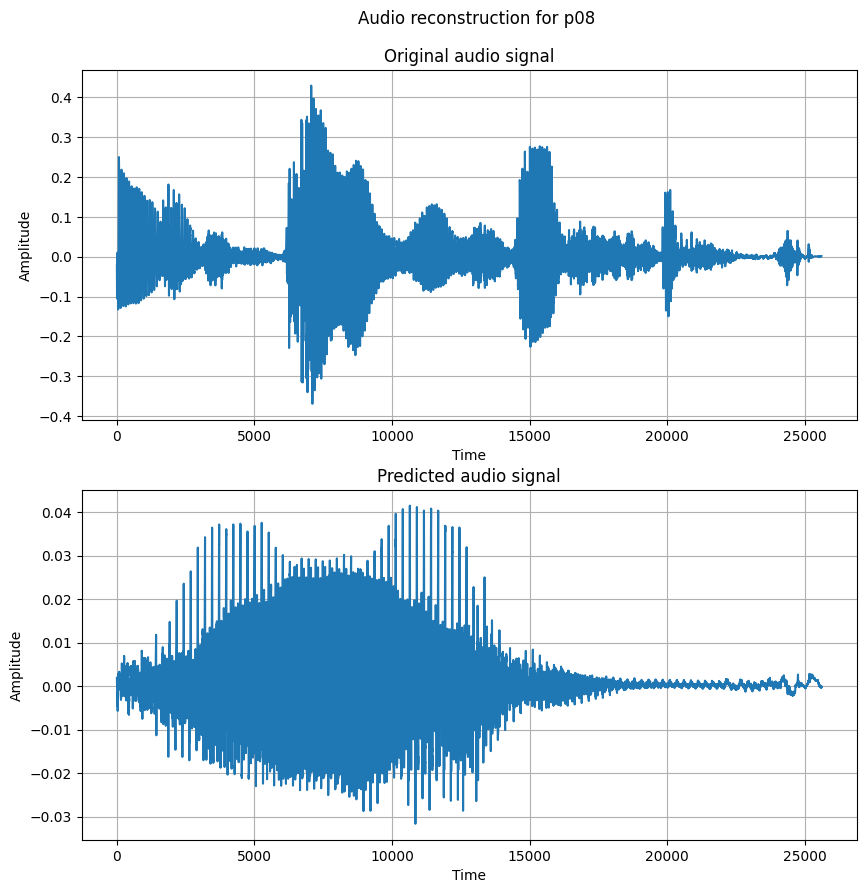 Audio reconstruction for p08
Original audio signal
0.4
0.3
0.2
0.1
0.0
−0.1
−0.2
−0.3
−0.4
Amplitude
0 5000 10000 15000 20000 25000
Time
Predicted audio signal
0.04
0.03
0.02
0.01
0.00
−0.01
−0.02
−0.03
Amplitude
0 5000 10000 15000 20000 25000
Time